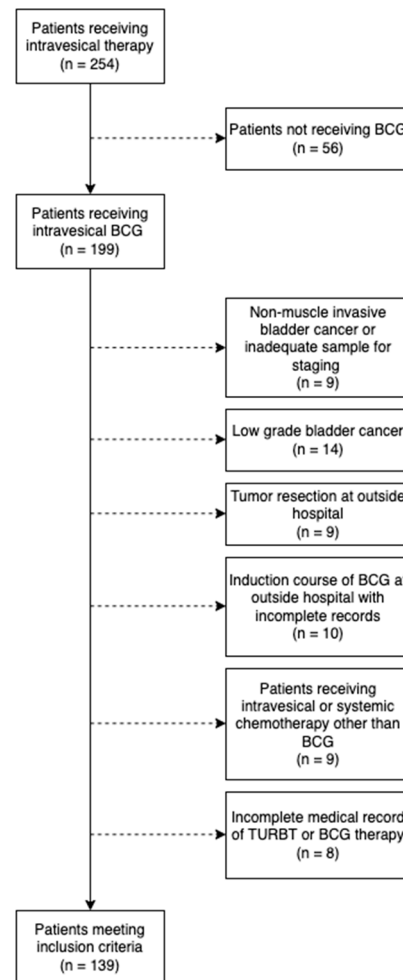 Patients receiving
intravesical therapy
(n = 254)
Patients not receiving BCG
(n = 56)
Patients receiving
intravesical BCG
(n = 199)
Non-muscle invasive
bladder cancer or
inadequate sample for
staging
(n = 9)
Low grade bladder cancer
(n = 14)
Tumor resection at outside
hospital
(n = 9)
Induction course of BCG at
outside hospital with
incomplete records
(n = 10)
Patients receiving
intravesical or systemic
chemotherapy other than
BCG
(n = 9)
Incomplete medical record
of TURBT or BCG therapy
(n = 8)
Patients meeting
inclusion criteria
(n = 139)